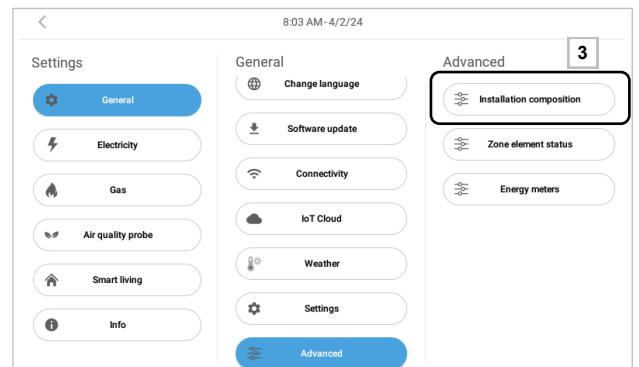 8:03 AM-4/2/24
Settings
General
Electricity
Gas
Air quality probe
Smart living
Info
General
Change language
Software update
Connectivity
IoT Cloud
Weather
Settings
Advanced
Advanced
3
Installation composition
Zone element status
Energy meters